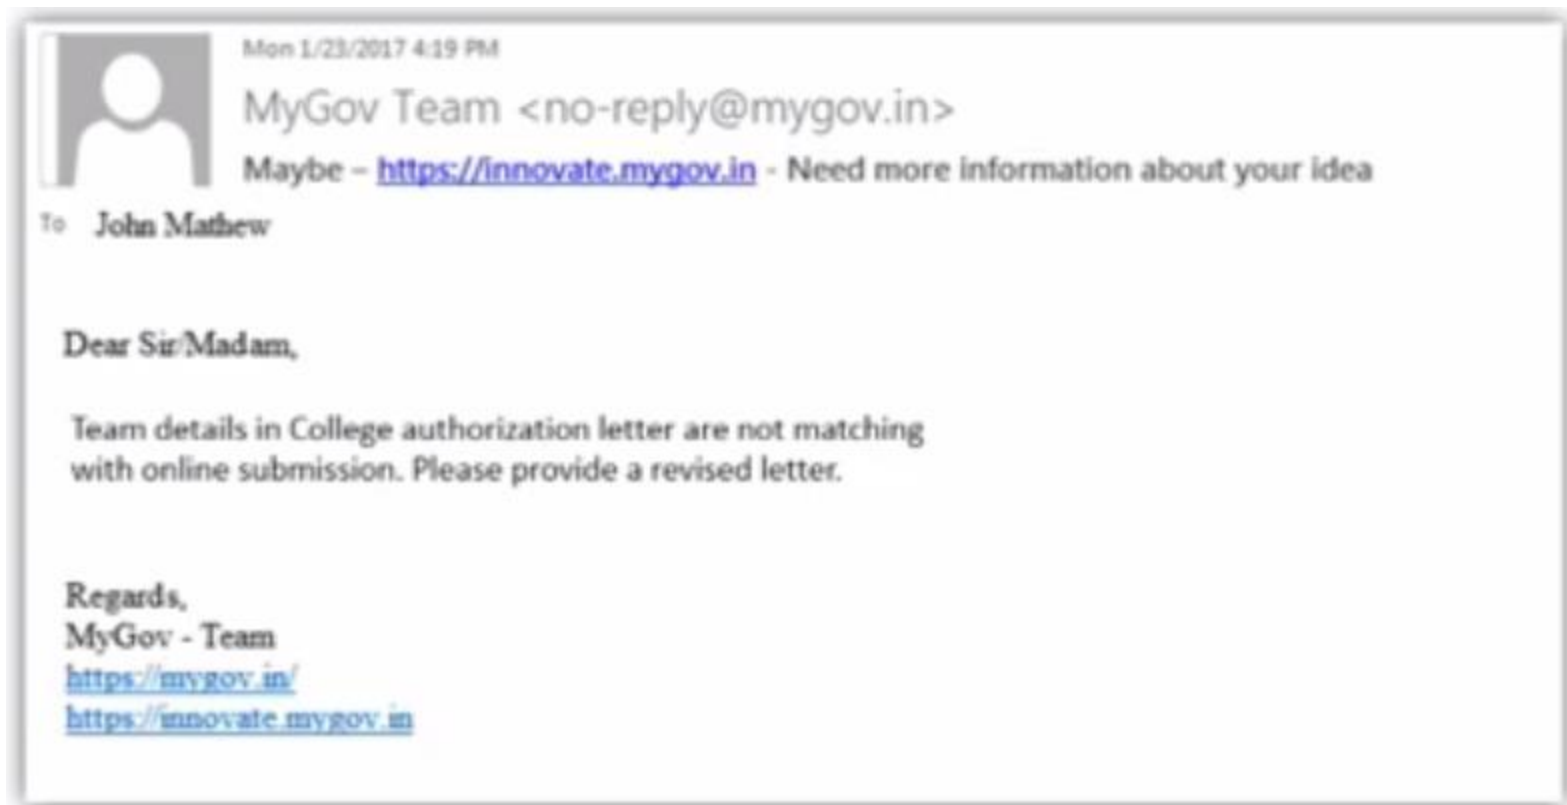 Mon 1/23/2017 4:19 PM
MyGov Team <no-reply@mygov.in>
Maybe – https://innovate.mygov.in - Need more information about your idea
To John Mathew
Dear Sir/Madam,
Team details in College authorization letter are not matching
with online submission. Please provide a revised letter.
Regards,
MyGov - Team
https://mygov.in/
https://innovate.mygov.in